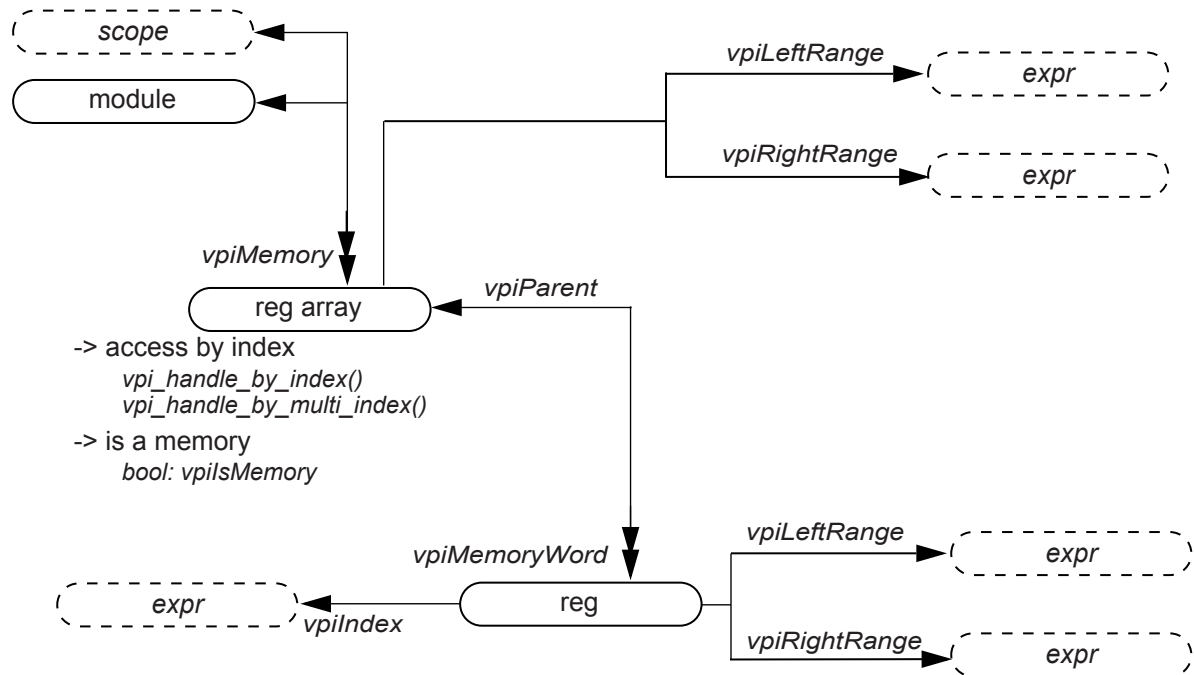 scope
module
vpiLeftRange
expr
vpiRightRange
expr
vpiMemory
reg array
vpiParent
-> access by index
vpi_handle_by_index()
vpi_handle_by_multi_index()
-> is a memory
bool: vpiIsMemory
vpiLeftRange
expr
vpiMemoryWord
reg
expr
vpiIndex
vpiRightRange
expr